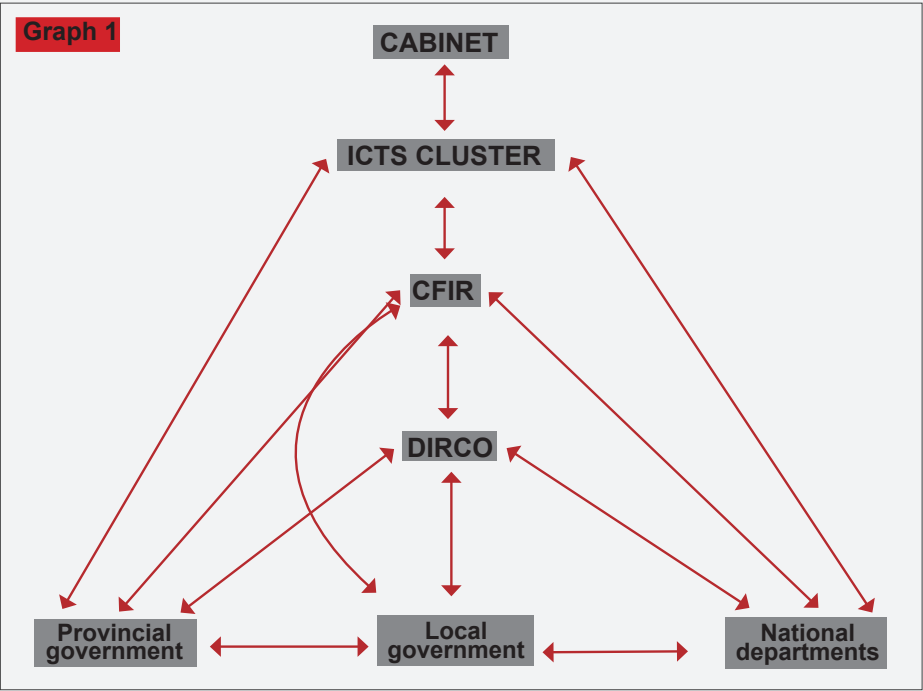 Graph 1
CABINET
ICTS CLUSTER
CFIR
DIRCO
Provincial
government
Local
government
National
departments